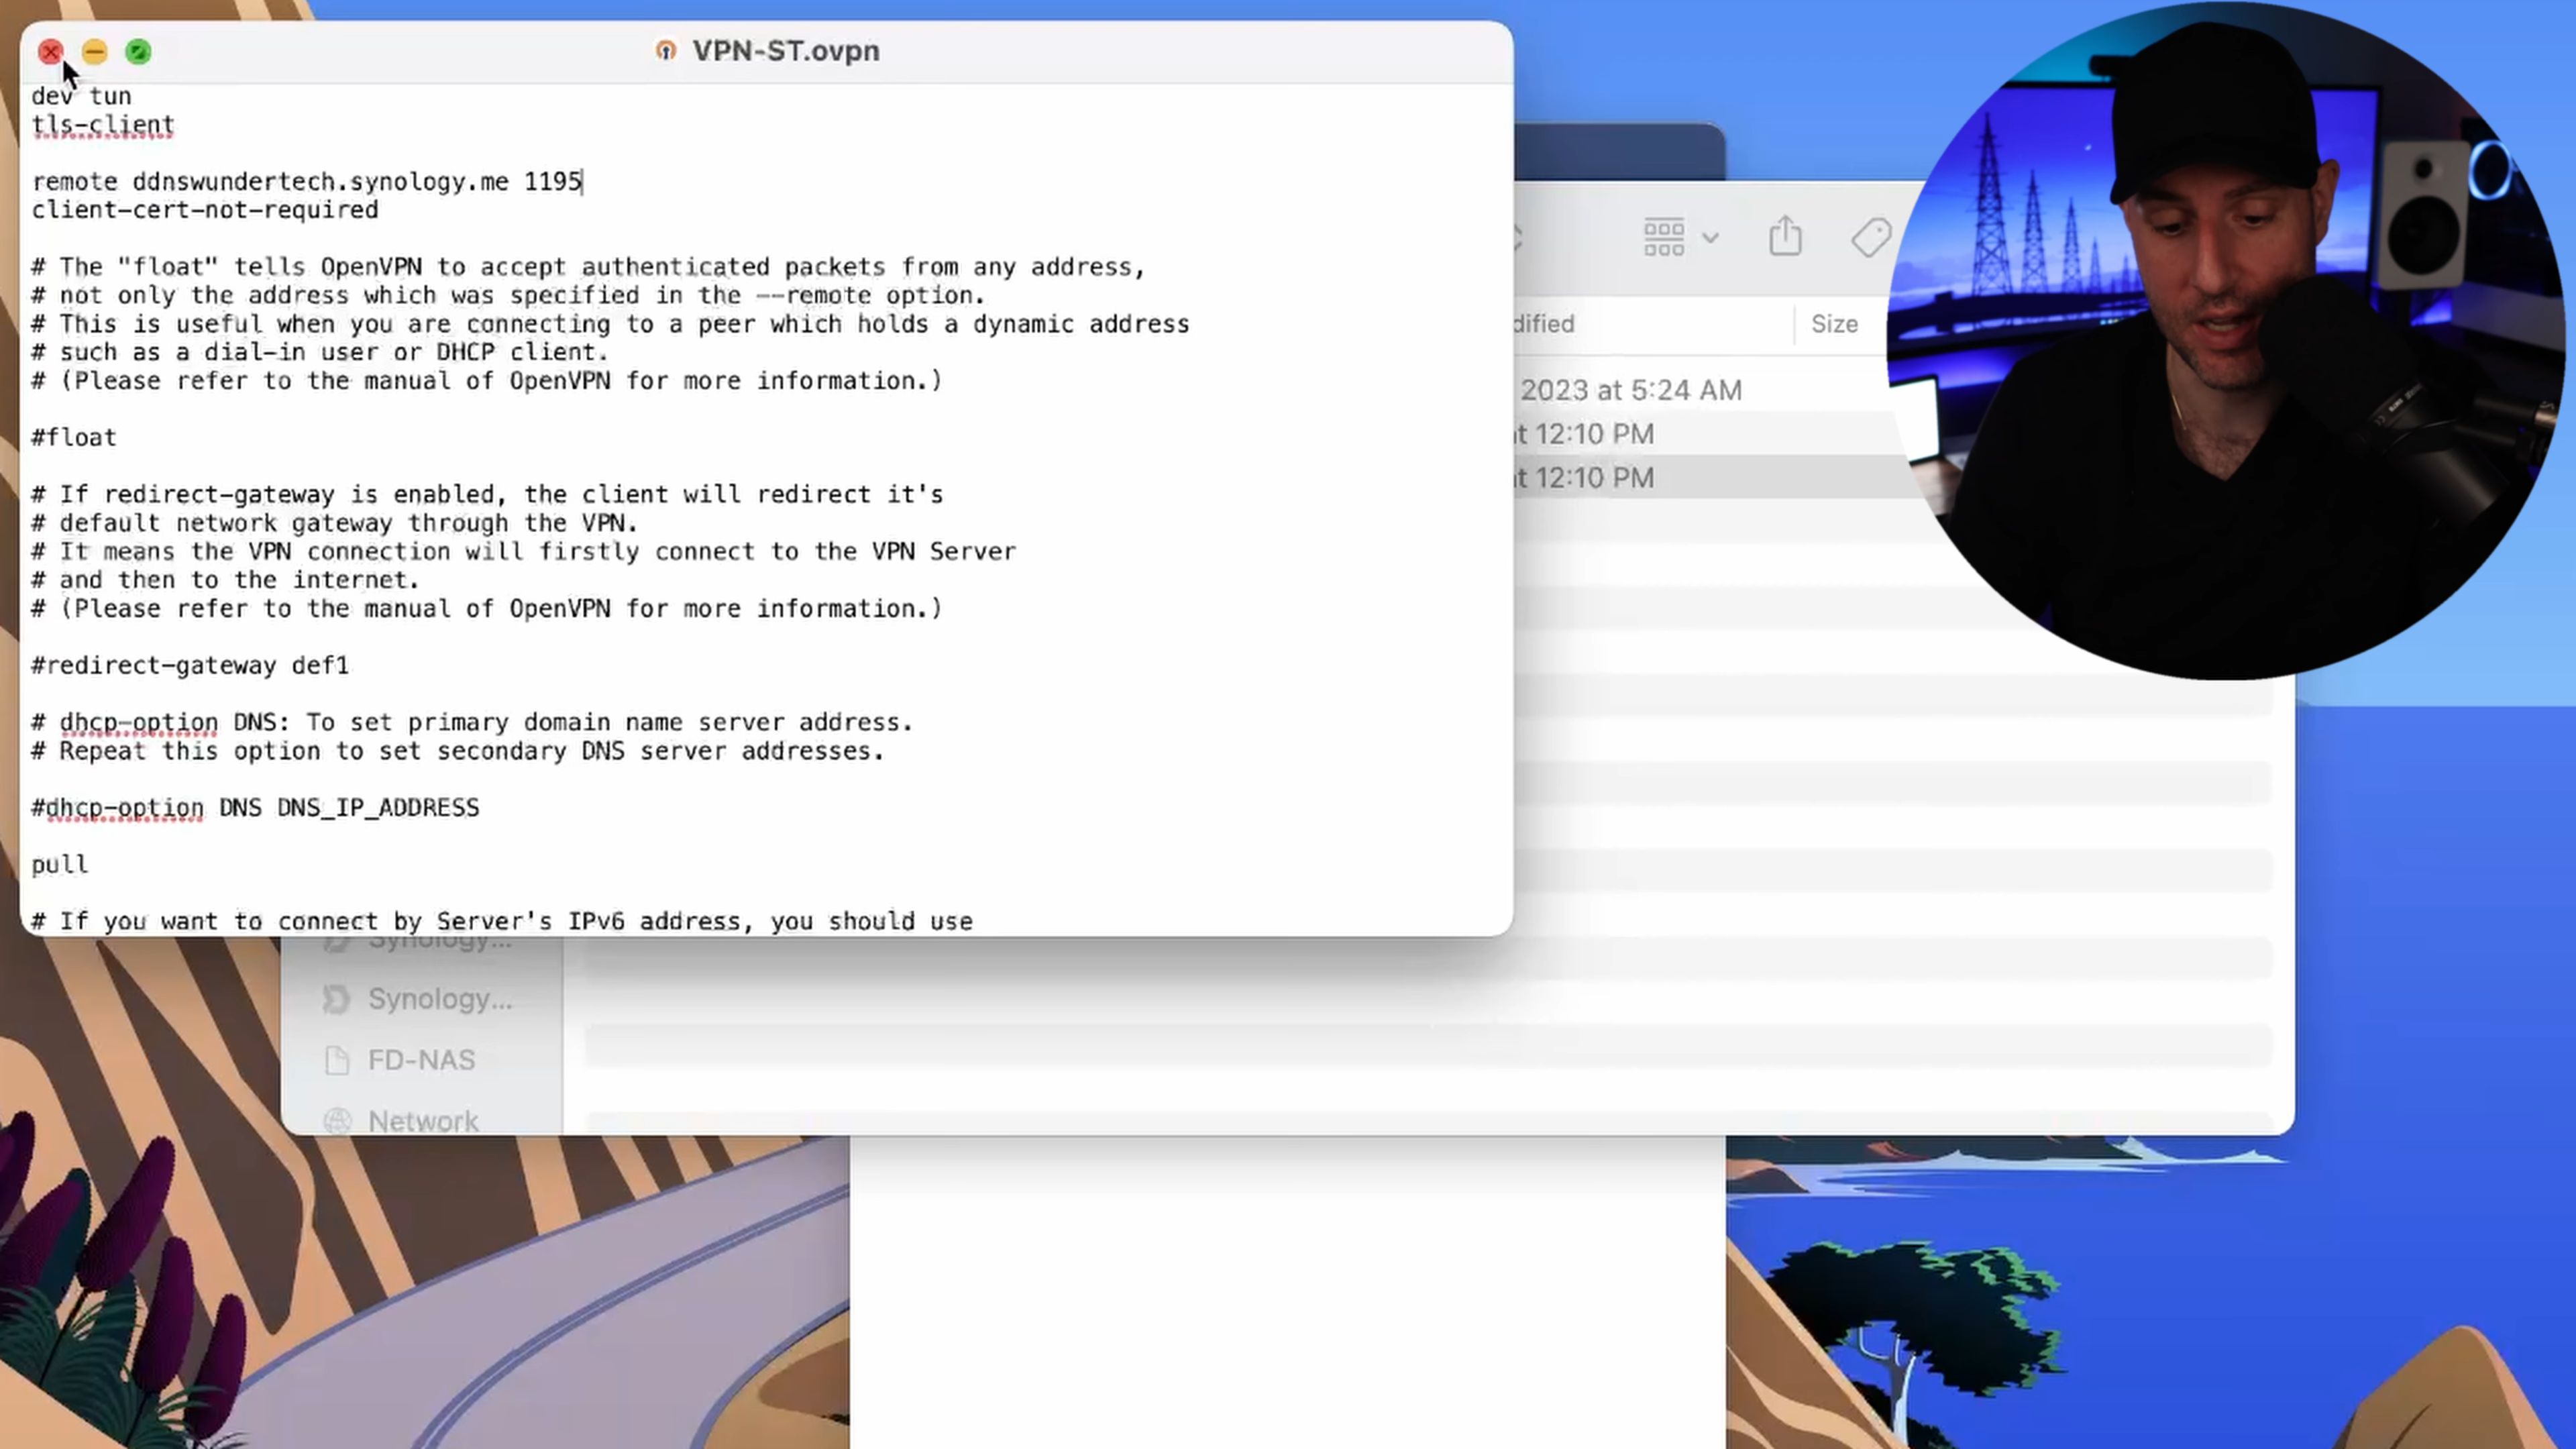 VPN-ST.ovpn
dev tun
tls-client
remote ddnswundertech.synology.me 1195
client-cert-not-required
# The "float" tells OpenVPN to accept authenticated packets from any address,
# not only the address which was specified in the --remote option.
# This is useful when you are connecting to a peer which holds a dynamic address
# such as a dial-in user or DHCP client.
# (Please refer to the manual of OpenVPN for more information.)
#float
# If redirect-gateway is enabled, the client will redirect it's
# default network gateway through the VPN.
# It means the VPN connection will firstly connect to the VPN Server
# and then to the internet.
# (Please refer to the manual of OpenVPN for more information.)
#redirect-gateway def1
# dhcp-option DNS: To set primary domain name server address.
# Repeat this option to set secondary DNS server addresses.
#dhcp-option DNS DNS_IP_ADDRESS
pull
# If you want to connect by Server's IPv6 address, you should use
dified
Size
2023 at 5:24 AM
at 12:10 PM
at 12:10 PM
Synology...
Synology...
FD-NAS
Network